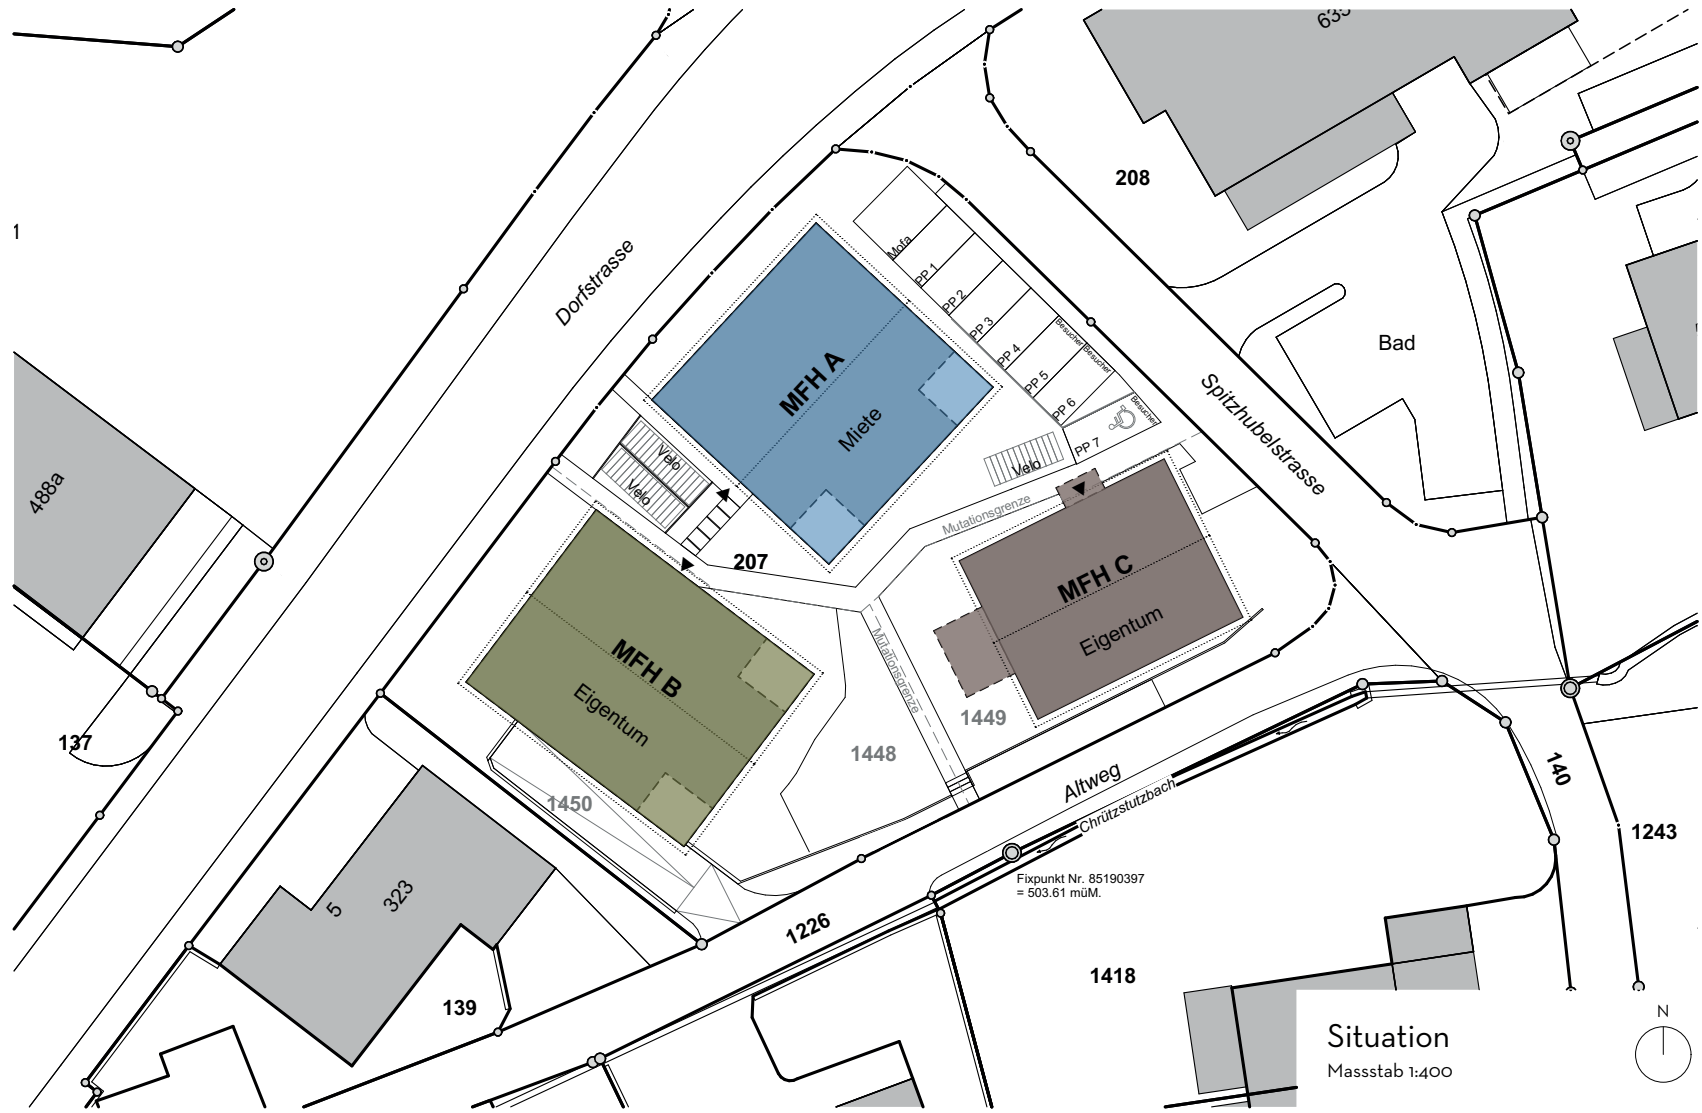 635
208
1
Dorfstrasse
Mofa
PP 1
PP 2
PP 3
PP 4
PP 5
PP 6
PP 7
Besucher
Besucher
Besucher
Bad
Spitzhubelstrasse
MFH A
Miete
Velo
Velo
Velo
488a
Mutationsgrenze
207
MFH C
Eigentum
MFH B
Eigentum
Mutationsgrenze
1449
1448
1450
137
Altweg
Chrützstutzbach
140
1243
Fixpunkt Nr. 85190397
= 503.61 müM.
5
323
1226
139
1418
Situation
Massstab 1:400
N